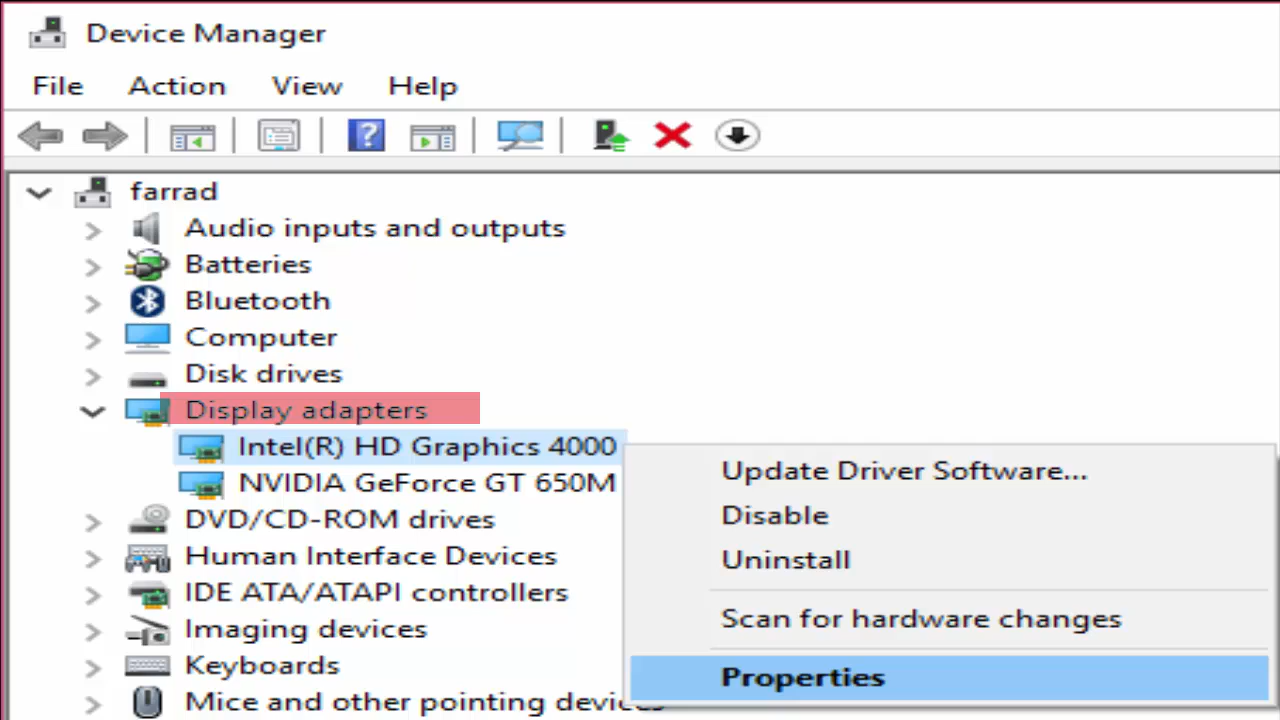 Device Manager
File Action View Help
farrad
Audio inputs and outputs
Batteries
Bluetooth
Computer
Disk drives
Display adapters
Intel(R) HD Graphics 4000
NVIDIA GeForce GT 650M
DVD/CD-ROM drives
Human Interface Devices
IDE ATA/ATAPI controllers
Imaging devices
Keyboards
Mice and other pointing devices
Update Driver Software...
Disable
Uninstall
Scan for hardware changes
Properties